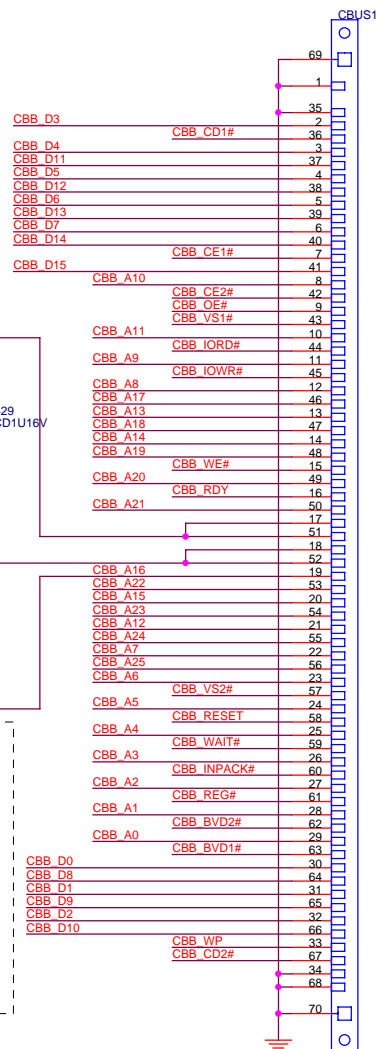 CBUS1
69
1
35
CBB_D3 2
CBB_CD1# 36
CBB_D4 3
CBB_D11 37
CBB_D5 4
CBB_D12 38
CBB_D6 5
CBB_D13 39
CBB_D7 6
CBB_D14 40
CBB_CE1# 7
CBB_D15 41
CBB_A10 8
CBB_CE2# 42
CBB_OE# 9
CBB_VS1# 43
CBB_A11 10
CBB_IORD# 44
CBB_A9 11
CBB_IOWR# 45
CBB_A8 12
CBB_A17 46
CBB_A13 13
CBB_A18 47
CBB_A14 14
CBB_A19 48
CBB_WE# 15
CBB_A20 49
CBB_RDY 16
CBB_A21 50
17
51
18
52
CBB_A16 19
CBB_A22 53
CBB_A15 20
CBB_A23 54
CBB_A12 21
CBB_A24 55
CBB_A7 22
CBB_A25 56
CBB_A6 23
CBB_VS2# 57
CBB_A5 24
CBB_RESET 58
CBB_A4 25
CBB_WAIT# 59
CBB_A3 26
CBB_INPACK# 60
CBB_A2 27
CBB_REG# 61
CBB_A1 28
CBB_BVD2# 62
CBB_A0 29
CBB_BVD1# 63
CBB_D0 30
CBB_D8 64
CBB_D1 31
CBB_D9 65
CBB_D2 32
CBB_D10 66
CBB_WP 33
CBB_CD2# 67
34
68
70
29
CD1U16V